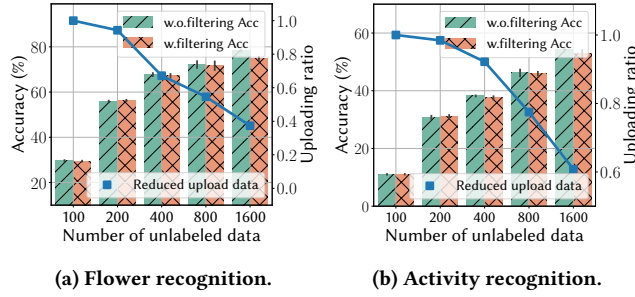 w.o.filtering Acc
w.filtering Acc
Reduced upload data
Accuracy (%)
80
60
40
20
Uploading ratio
1.0
0.8
0.6
0.4
0.2
0.0
100 200 400 800 1600
Number of unlabeled data
(a) Flower recognition.
w.o.filtering Acc
w.filtering Acc
Reduced upload data
Accuracy (%)
60
40
20
0
Uploading ratio
1.0
0.8
0.6
100 200 400 800 1600
Number of unlabeled data
(b) Activity recognition.